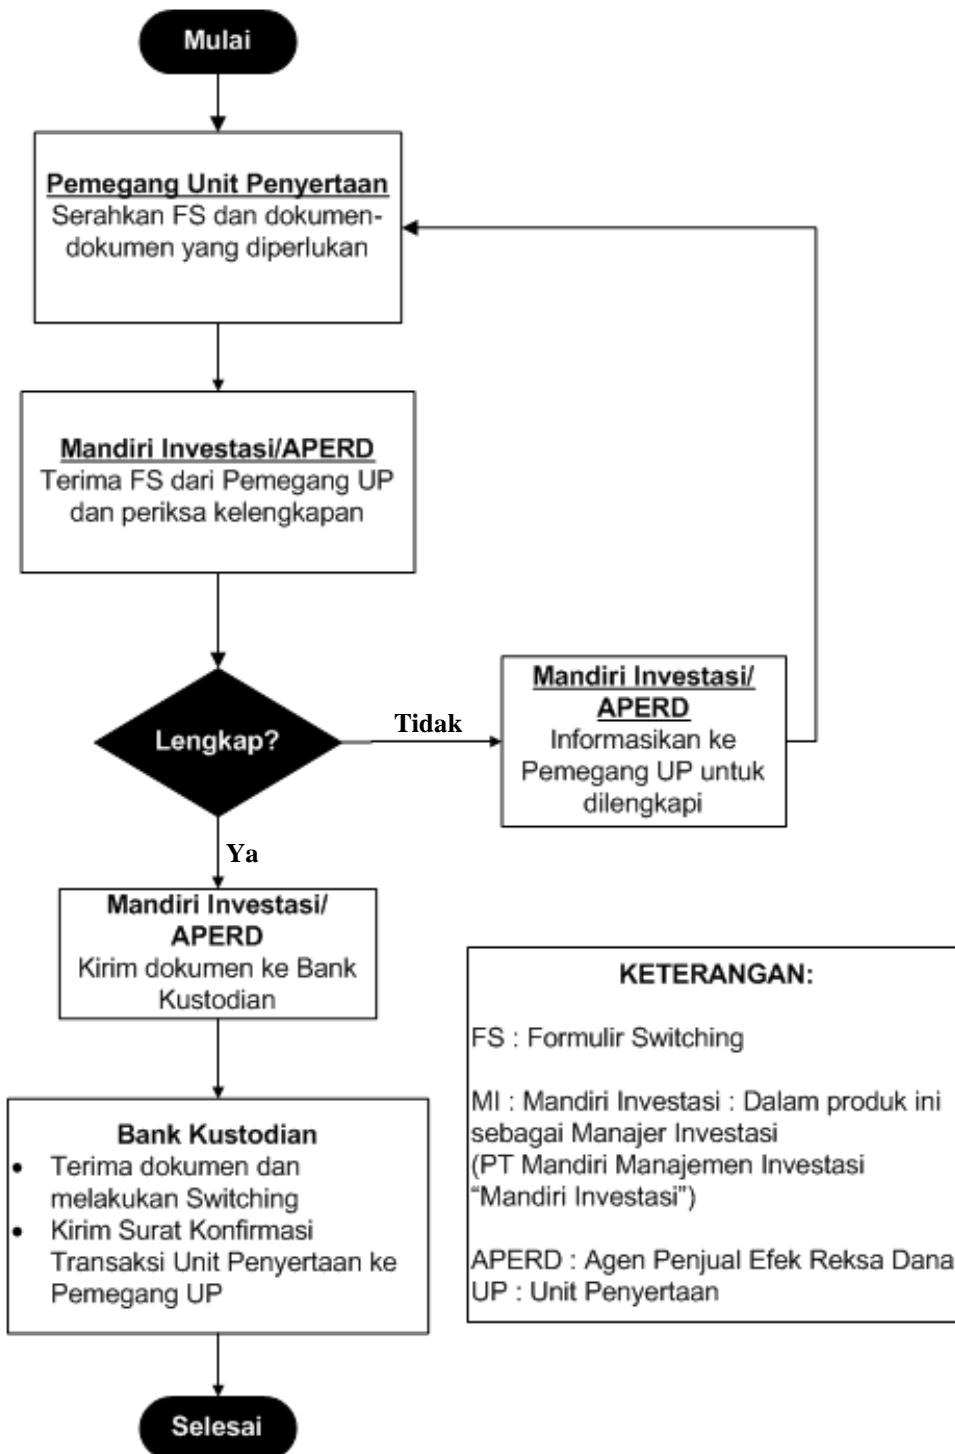 Mulai
Pemegang Unit Penyertaan
Serahkan FS dan dokumen-
dokumen yang diperlukan
Mandiri Investasi/APERD
Terima FS dari Pemegang UP
dan periksa kelengkapan
Lengkap?
Tidak
Mandiri Investasi/
APERD
Informasikan ke
Pemegang UP untuk
dilengkapi
Ya
Mandiri Investasi/
APERD
Kirim dokumen ke Bank
Kustodian
Bank Kustodian
• Terima dokumen dan
melakukan Switching
• Kirim Surat Konfirmasi
Transaksi Unit Penyertaan ke
Pemegang UP
Selesai
KETERANGAN:
FS : Formulir Switching
MI : Mandiri Investasi : Dalam produk ini
sebagai Manajer Investasi
(PT Mandiri Manajemen Investasi
“Mandiri Investasi”)
APERD : Agen Penjual Efek Reksa Dana
UP : Unit Penyertaan